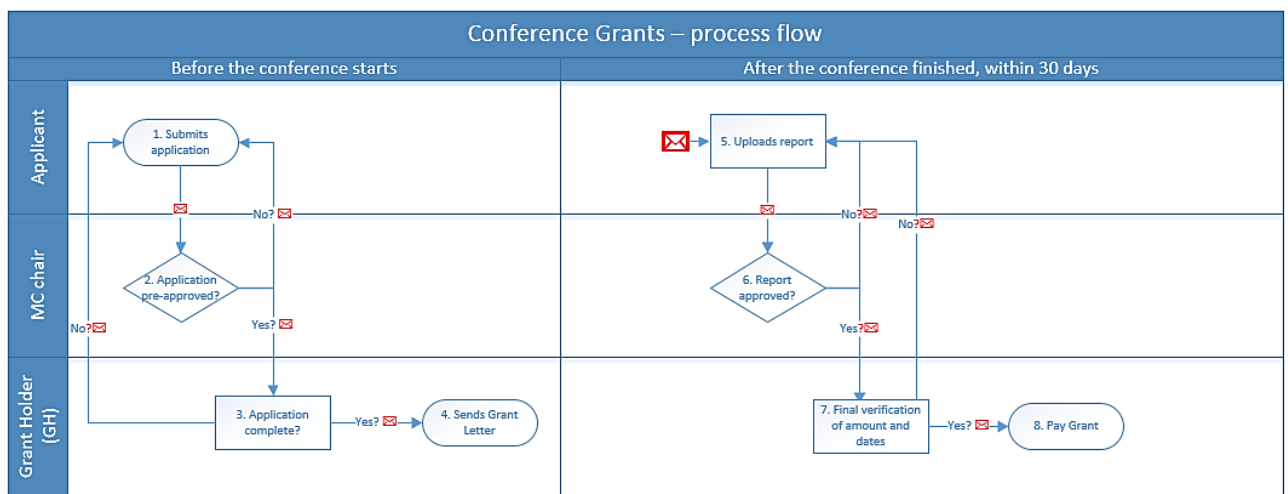 Conference Grants – process flow
Before the conference starts
After the conference finished, within 30 days
Applicant
1. Submits
application
5. Uploads report
No?
No?
No?
MC chair
2. Application
pre-approved?
6. Report
approved?
No?
Yes?
Yes?
Grant Holder
(GH)
3. Application
complete?
Yes?
4. Sends Grant
Letter
7. Final verification
of amount and
dates
Yes?
8. Pay Grant